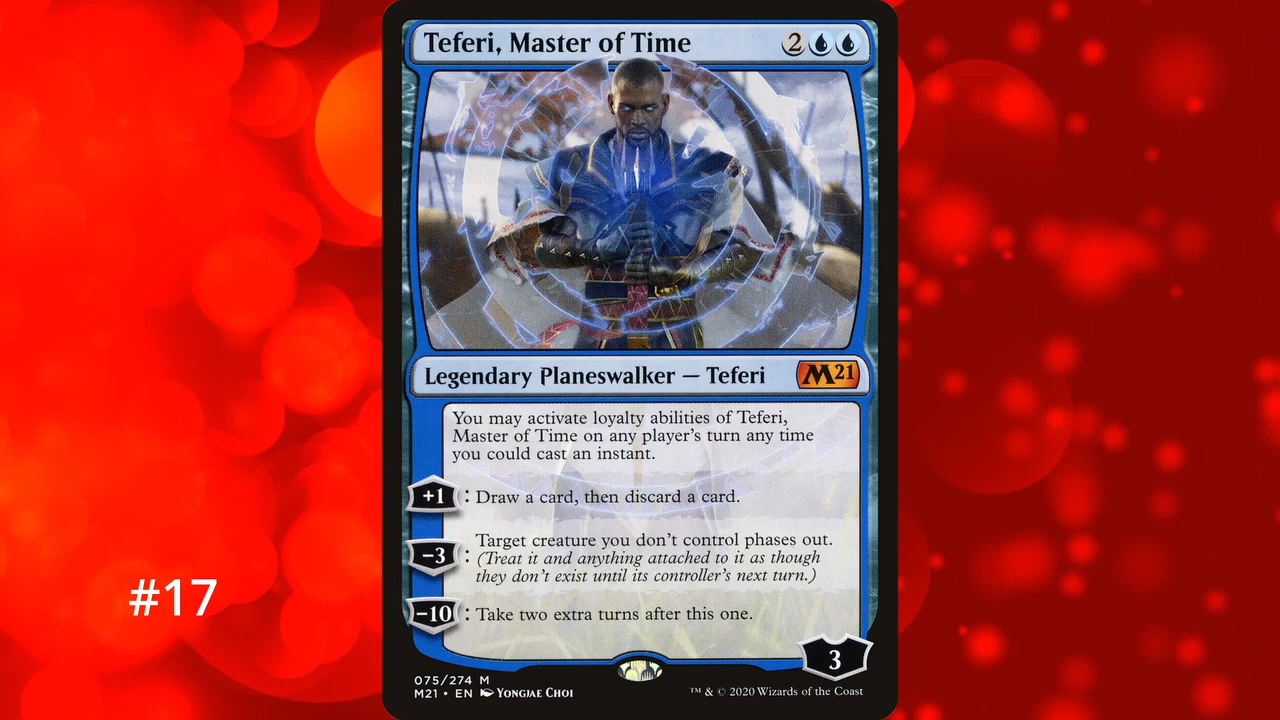 Teferi, Master of Time
2
M21
Legendary Planeswalker — Teferi
You may activate loyalty abilities of Teferi,
Master of Time on any player's turn any time
you could cast an instant.
+1 : Draw a card, then discard a card.
−3 : Target creature you don't control phases out.
(Treat it and anything attached to it as though
they don't exist until its controller's next turn.)
−10 : Take two extra turns after this one.
3
075/274 M
M21 • EN Yongjae Choi
™ & © 2020 Wizards of the Coast
#17